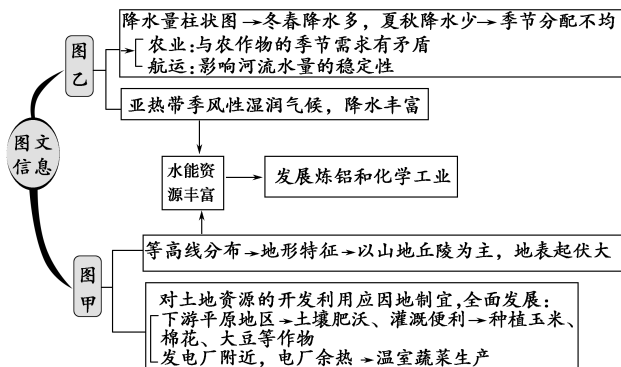 降水量柱状图→冬春降水多，夏秋降水少→季节分配不均
农业：与农作物的季节需求有矛盾
航运：影响河流水量的稳定性
图乙
亚热带季风性湿润气候，降水丰富
图文信息
水能资源丰富
发展炼铝和化学工业
等高线分布→地形特征→以山地丘陵为主，地表起伏大
图甲
对土地资源的开发利用应因地制宜,全面发展：
下游平原地区→土壤肥沃、灌溉便利→种植玉米、
棉花、大豆等作物
发电厂附近，电厂余热→温室蔬菜生产